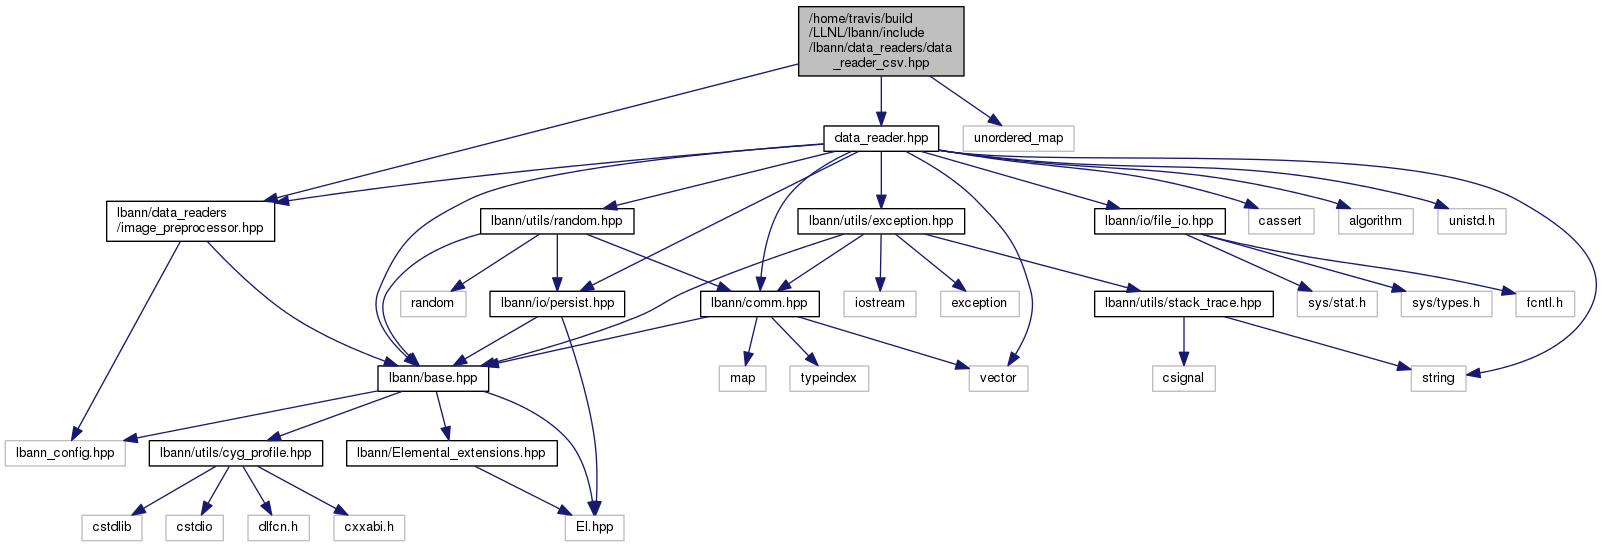 /home/travis/build
/LLNL/lbann/include
/lbann/data_readers/data
_reader_csv.hpp
data_reader.hpp
unordered_map
lbann/data_readers
/image_preprocessor.hpp
lbann/utils/random.hpp
lbann/utils/exception.hpp
lbann/io/file_io.hpp
cassert
algorithm
unistd.h
random
lbann/io/persist.hpp
lbann/comm.hpp
iostream
exception
lbann/utils/stack_trace.hpp
sys/stat.h
sys/types.h
fcntl.h
lbann/base.hpp
map
typeindex
vector
csignal
string
lbann_config.hpp
lbann/utils/cyg_profile.hpp
lbann/Elemental_extensions.hpp
cstdlib
cstdio
dlfcn.h
cxxabi.h
El.hpp